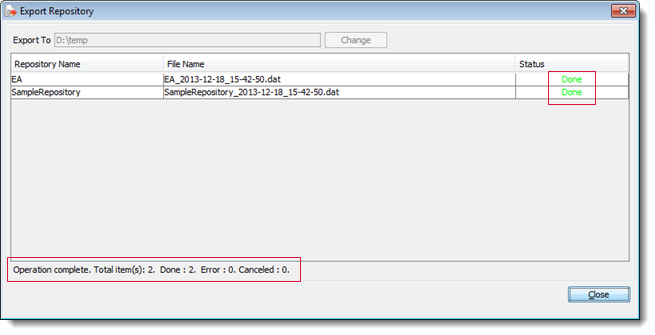 Export Repository
Export To D:\temp Change
Repository Name File Name Status
EA EA_2013-12-18_15-42-50.dat Done
SampleRepository SampleRepository_2013-12-18_15-42-50.dat Done
Operation complete. Total item(s): 2. Done : 2. Error : 0. Canceled : 0.
Close